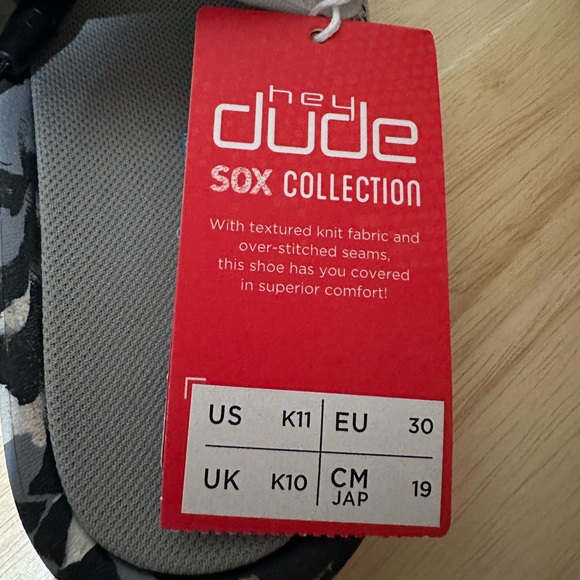 hey
dude
SOX COLLECTION
With textured knit fabric and
over-stitched seams,
this shoe has you covered
in superior comfort!
US K11 EU 30
UK K10 CM JAP 19